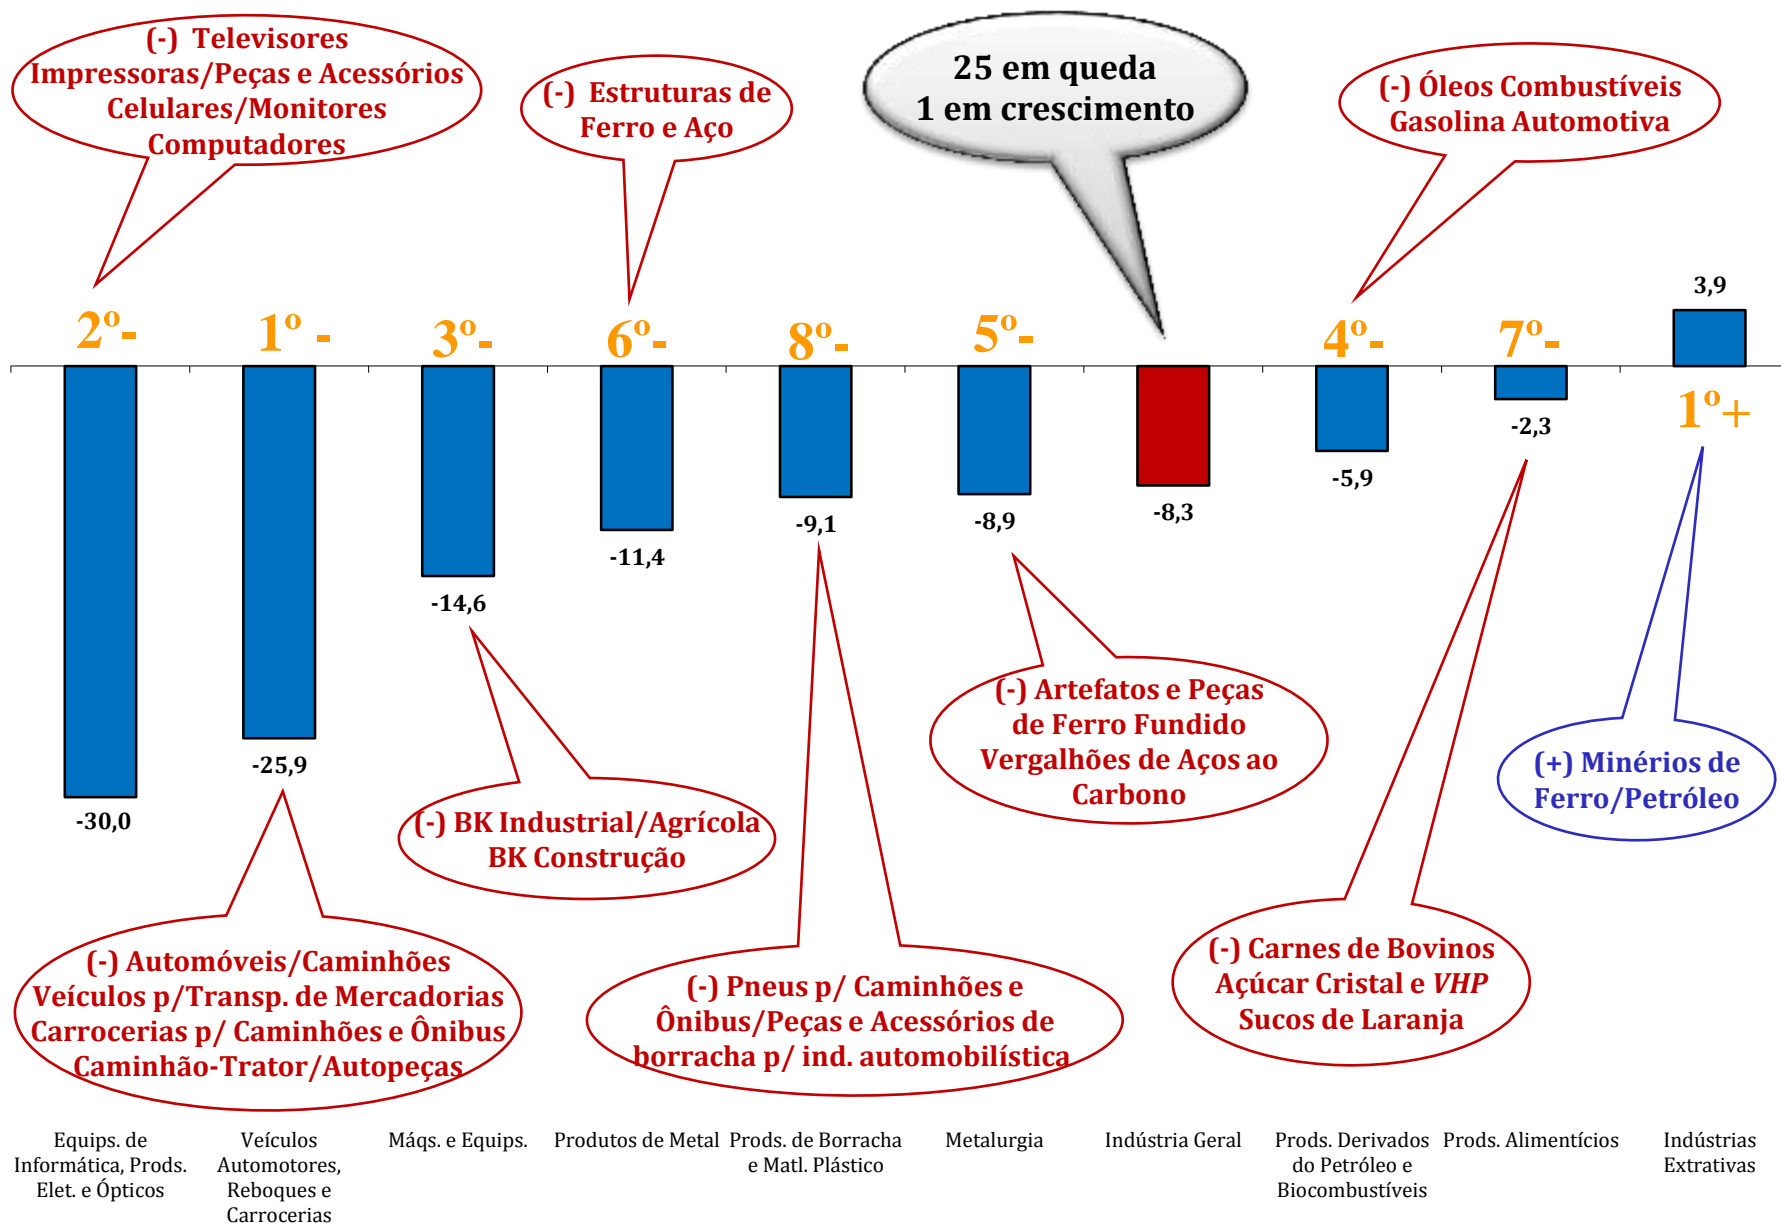 (-) Televisores
Impressoras/Peças e Acessórios
Celulares/Monitores
Computadores
(-) Estruturas de
Ferro e Aço
25 em queda
1 em crescimento
(-) Óleos Combustíveis
Gasolina Automotiva
2º-
1º -
3º-
6º-
8º-
5º-
4º-
7º-
3,9
1º+
-30,0
-25,9
-14,6
-11,4
-9,1
-8,9
-8,3
-5,9
-2,3
(-) BK Industrial/Agrícola
BK Construção
(-) Artefatos e Peças
de Ferro Fundido
Vergalhões de Aços ao
Carbono
(+) Minérios de
Ferro/Petróleo
(-) Automóveis/Caminhões
Veículos p/Transp. de Mercadorias
Carrocerias p/ Caminhões e Ônibus
Caminhão-Trator/Autopeças
(-) Pneus p/ Caminhões e
Ônibus/Peças e Acessórios de
borracha p/ ind. automobilística
(-) Carnes de Bovinos
Açúcar Cristal e VHP
Sucos de Laranja
Equips. de
Informática, Prods.
Elet. e Ópticos
Veículos
Automotores,
Reboques e
Carrocerias
Máqs. e Equips.
Produtos de Metal
Prods. de Borracha
e Matl. Plástico
Metalurgia
Indústria Geral
Prods. Derivados
do Petróleo e
Biocombustíveis
Prods. Alimentícios
Indústrias
Extrativas